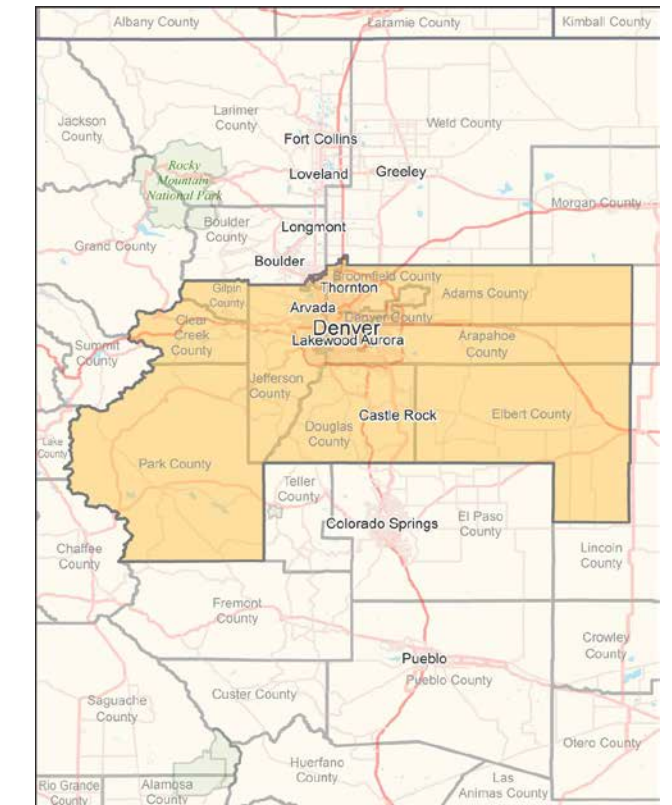 Albany County
Laramie County
Kimball County
Jackson
County
Larimer
County
Weld County
Fort Collins
Rocky
Mountain
National Park
Loveland
Greeley
Morgan County
Boulder
County
Longmont
Grand County
Boulder
Gilpin
County
Broomfield County
Thornton
Adams County
Arvada
Denver County
Clear
Creek
County
Denver
Lakewood
Aurora
Arapahoe
County
Summit
County
Jefferson
County
Castle Rock
Elbert County
Douglas
County
Lake
County
Park County
Teller
County
Colorado Springs
El Paso
County
Chaffee
County
Lincoln
County
Fremont
County
Crowley
County
Pueblo
Pueblo County
Custer County
Saguache
County
Otero County
Huerfano
County
Rio Grande
County
Alamosa
County
Las
Animas County